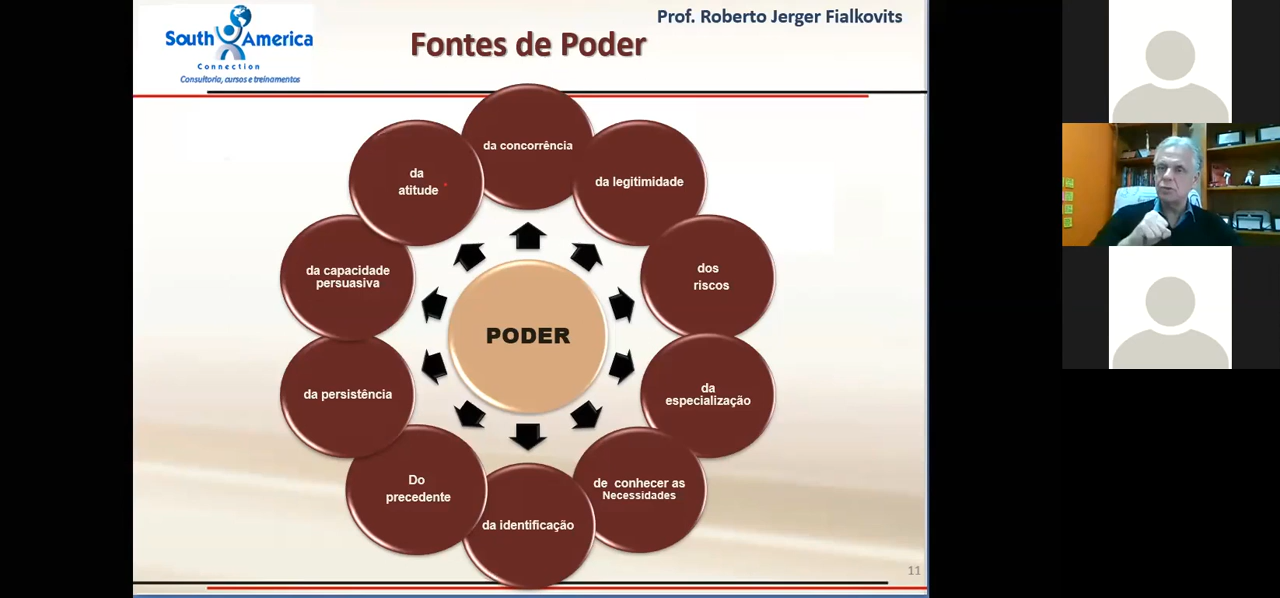 South America
Connection
Consultoria, cursos e treinamentos
Prof. Roberto Jerger Fialkovits
Fontes de Poder
da concorrência
da legitimidade
dos
riscos
da
especialização
de conhecer as
Necessidades
da identificação
Do
precedente
da persistência
da capacidade
persuasiva
da
atitude
PODER
11